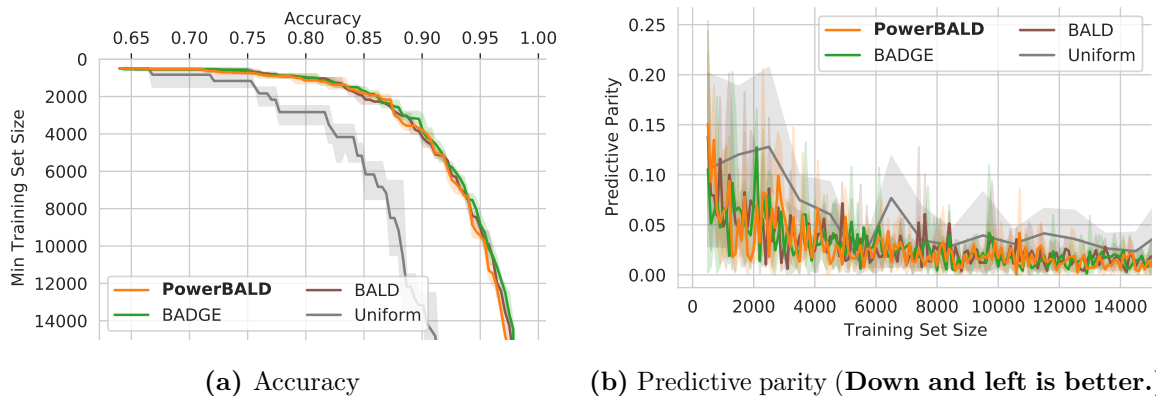 Accuracy
0.65 0.70 0.75 0.80 0.85 0.90 0.95 1.00
Min Training Set Size
0
2000
4000
6000
8000
10000
12000
14000
PowerBALD
BADGE
BALD
Uniform
(a) Accuracy
Predictive Parity
0.25
0.20
0.15
0.10
0.05
0.00
PowerBALD
BADGE
BALD
Uniform
0 2000 4000 6000 8000 10000 12000 14000
Training Set Size
(b) Predictive parity (Down and left is better.)